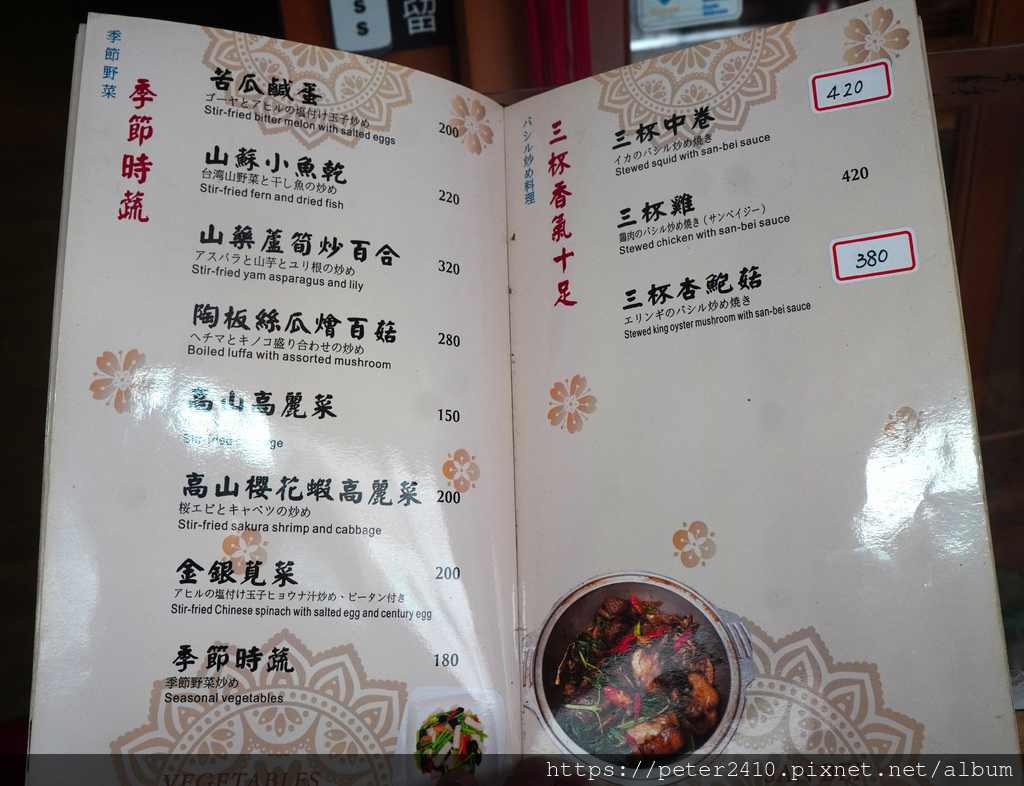 SS
留
季節野菜
季節時蔬
苦瓜鹹蛋
ゴーヤとアヒルの塩付け玉子炒め
Stir-fried bitter melon with salted eggs
200
山蘇小魚乾
台湾山野菜と干し魚の炒め
Stir-fried fern and dried fish
220
山藥蘆筍炒百合
アスパラと山芋とユリ根の炒め
Stir-fried yam asparagus and lily
320
陶板絲瓜燴百菇
ヘチマとキノコ盛り合わせの炒め
Boiled luffa with assorted mushroom
280
高山高麗菜
150
高山櫻花蝦高麗菜
200
桜エビとキャベツの炒め
Stir-fried sakura shrimp and cabbage
金銀莧菜
200
アヒルの塩付け玉子ヒョウナ汁炒め、ピータン付き
Stir-fried Chinese spinach with salted egg and century egg
季節時蔬
180
季節野菜炒め
Seasonal vegetables
VEGETABLES
バシル炒め料理
三杯香氣十足
三杯中卷
イカのバシル炒め焼き
Stewed squid with san-bei sauce
420
三杯雞
鶏肉のバシル炒め焼き(サンベイジー)
Stewed chicken with san-bei sauce
420
三杯杏鮑菇
エリンギのバシル炒め焼き
Stewed king oyster mushroom with san-bei sauce
380
https://peter2410.pixnet.net/album